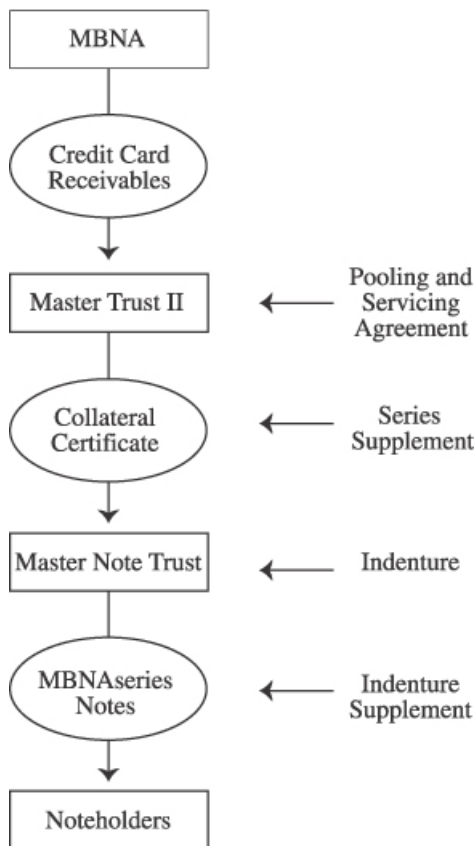 MBNA
Credit Card
Receivables
Master Trust II
Pooling and
Servicing
Agreement
Collateral
Certificate
Series
Supplement
Master Note Trust
Indenture
MBNAseries
Notes
Indenture
Supplement
Noteholders